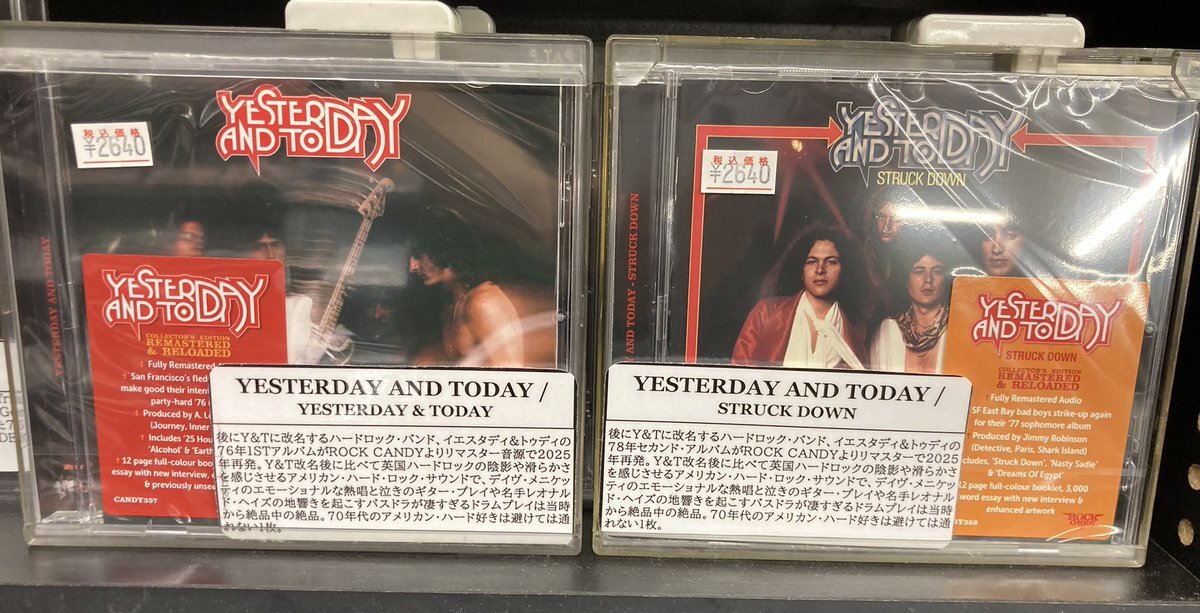 YESTERDAY
AND TODAY
税込価格
¥2640
YESTERDAY AND TODAY
YESTERDAY
AND TODAY
COLLECTOR'S EDITION
REMASTERED
& RELOADED
Fully Remastered
San Francisco's fled
make good their inten
party-hard '76
Produced by A. L
(Journey, Inner
Includes '25 Hou
'Alcohol' & 'Earth
12 page full-colour boo
essay with new interview,
& previously unsee
CANDY357
YESTERDAY AND TODAY /
YESTERDAY & TODAY
後にY&Tに改名するハードロック・バンド、イエスタディ&トゥディの
76年1STアルバムがROCK CANDYよりリマスター音源で2025
年再発。Y&T改名後に比べて英国ハードロックの陰影や滑らかさ
を感じさせるアメリカン・ハード・ロック・サウンドで、デイヴ・メニケッ
ティのエモーショナルな熱唱と泣きのギター・プレイや名手レオナル
ド・ヘイズの地響きを起こすバスドラが凄すぎるドラムプレイは当時
から絶品中の絶品。70年代のアメリカン・ハード好きは避けては通
れない1枚。
YESTERDAY
AND TODAY
STRUCK DOWN
税込価格
¥2640
AND TODAY - STRUCK DOWN
YESTERDAY
AND TODAY
STRUCK DOWN
COLLECTOR'S EDITION
REMASTERED
& RELOADED
Fully Remastered Audio
SF East Bay bad boys strike-up again
for their '77 sophomore album
Produced by Jimmy Robinson
(Detective, Paris, Shark Island)
cludes, 'Struck Down', 'Nasty Sadie'
& 'Dreams Of Egypt'
12 page full-colour booklet, 3,000
word essay with new interview &
enhanced artwork
DY358
ROCK
CANDY
YESTERDAY AND TODAY /
STRUCK DOWN
後にY&Tに改名するハードロック・バンド、イエスタディ&トゥディの
78年セカンド・アルバムがROCK CANDYよりリマスター音源で2025
年再発。Y&T改名後に比べて英国ハードロックの陰影や滑らかさ
を感じさせるアメリカン・ハード・ロック・サウンドで、デイヴ・メニケッ
ティのエモーショナルな熱唱と泣きのギター・プレイや名手レオナル
ド・ヘイズの地響きを起こすバスドラが凄すぎるドラムプレイは当時
から絶品中の絶品。70年代のアメリカン・ハード好きは避けては通
れない1枚。